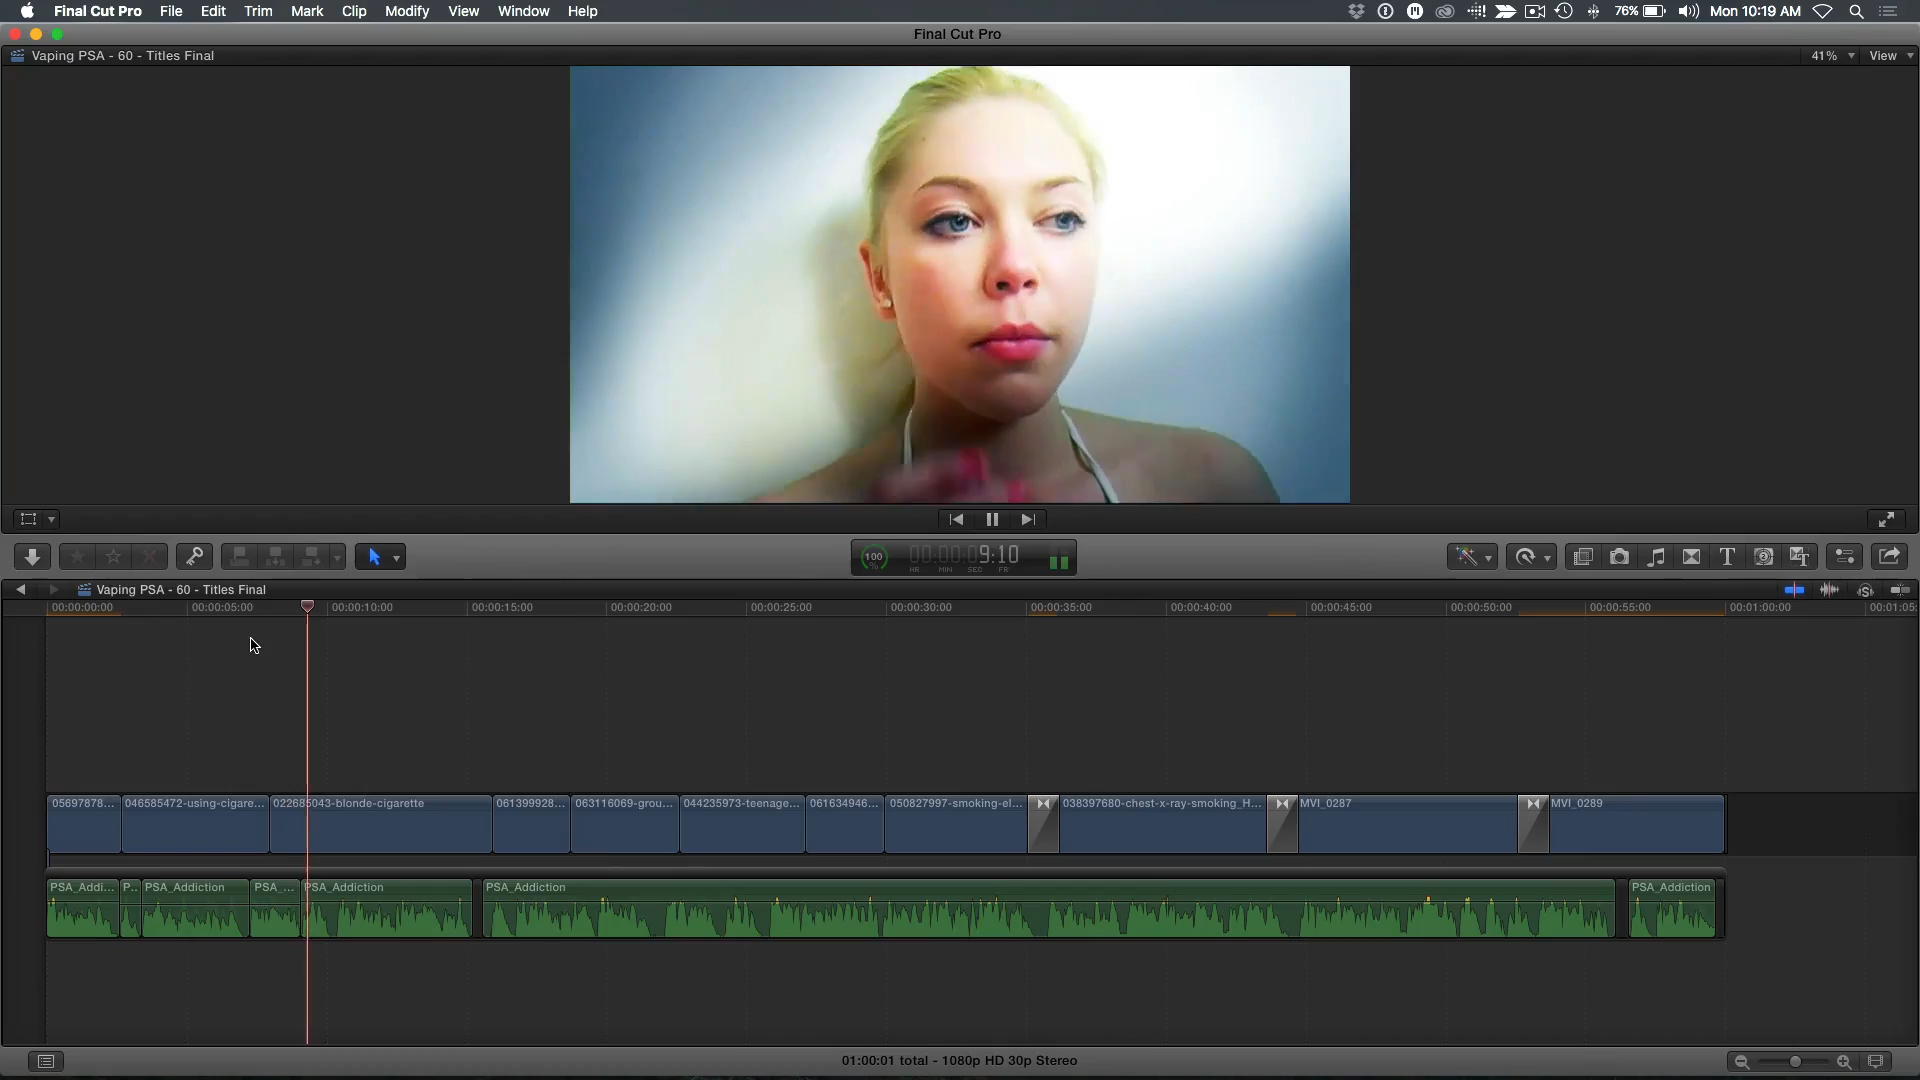 Final Cut Pro File Edit Trim Mark Clip Modify View Window Help 76% Mon 10:19 AM
Final Cut Pro
Vaping PSA - 60 - Titles Final 41% View
100 % 00:00:09:10
HR MIN SEC FR
Vaping PSA - 60 - Titles Final
00:00:00:00 00:00:05:00 00:00:10:00 00:00:15:00 00:00:20:00 00:00:25:00 00:00:30:00 00:00:35:00 00:00:40:00 00:00:45:00 00:00:50:00 00:00:55:00 00:01:00:00 00:01:05:
05697878... 046585472-using-cigare... 022685043-blonde-cigarette 061399928... 063116069-grou... 044235973-teenage... 061634946... 050827997-smoking-el... 038397680-chest-x-ray-smoking_H... MVI_0287 MVI_0289
PSA_Addi... P... PSA_Addiction PSA_... PSA_Addiction PSA_Addiction PSA_Addiction
01:00:01 total - 1080p HD 30p Stereo